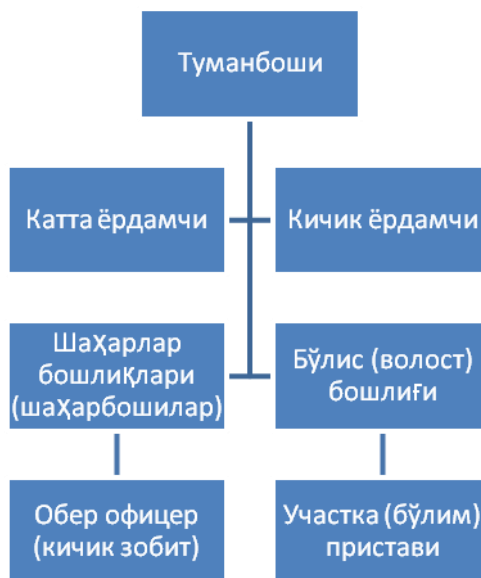 Туманбоши
Катта ёрдамчи
Кичик ёрдамчи
Шаҳарлар
бошлиқлари
(шаҳарбошилар)
Бўлис (волост)
бошлиғи
Обер офицер
(кичик зобит)
Участка (бўлим)
пристави